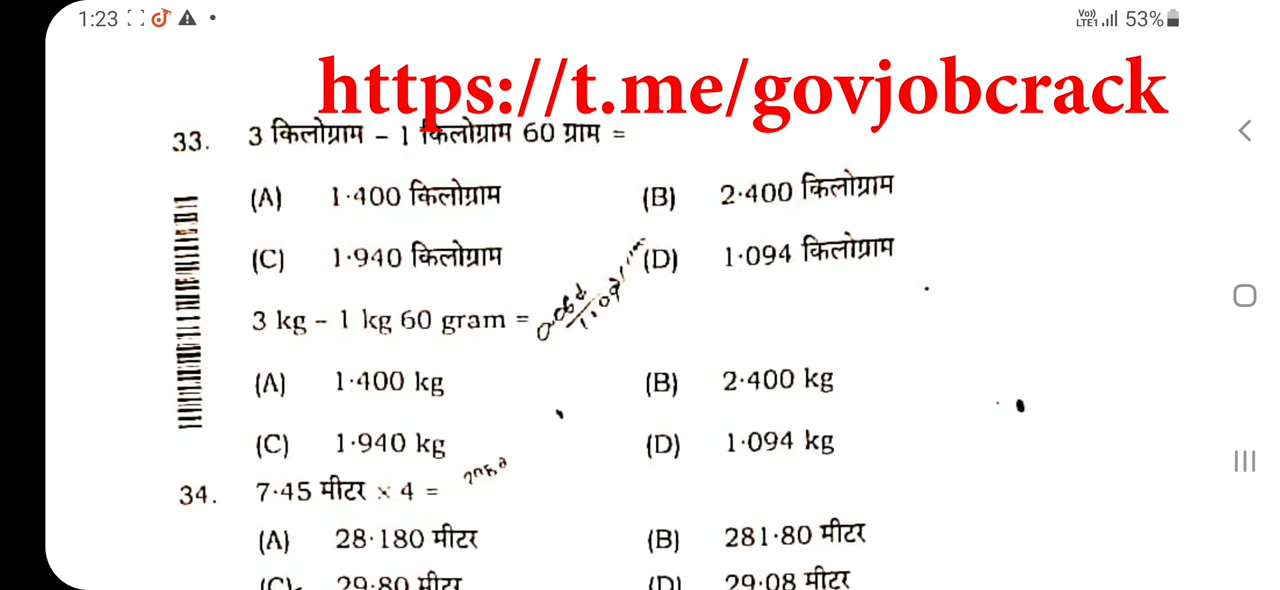 1:23
Vo)) LTE1 53%
https://t.me/govjobcrack
33. 3 किलोग्राम – 1 किलोग्राम 60 ग्राम =
(A) 1·400 किलोग्राम (B) 2·400 किलोग्राम
(C) 1·940 किलोग्राम (D) 1·094 किलोग्राम
3 kg – 1 kg 60 gram =
(A) 1·400 kg (B) 2·400 kg
(C) 1·940 kg (D) 1·094 kg
34. 7·45 मीटर × 4 =
(A) 28·180 मीटर (B) 281·80 मीटर
(C) 29·80 मीटर (D) 29·08 मीटर